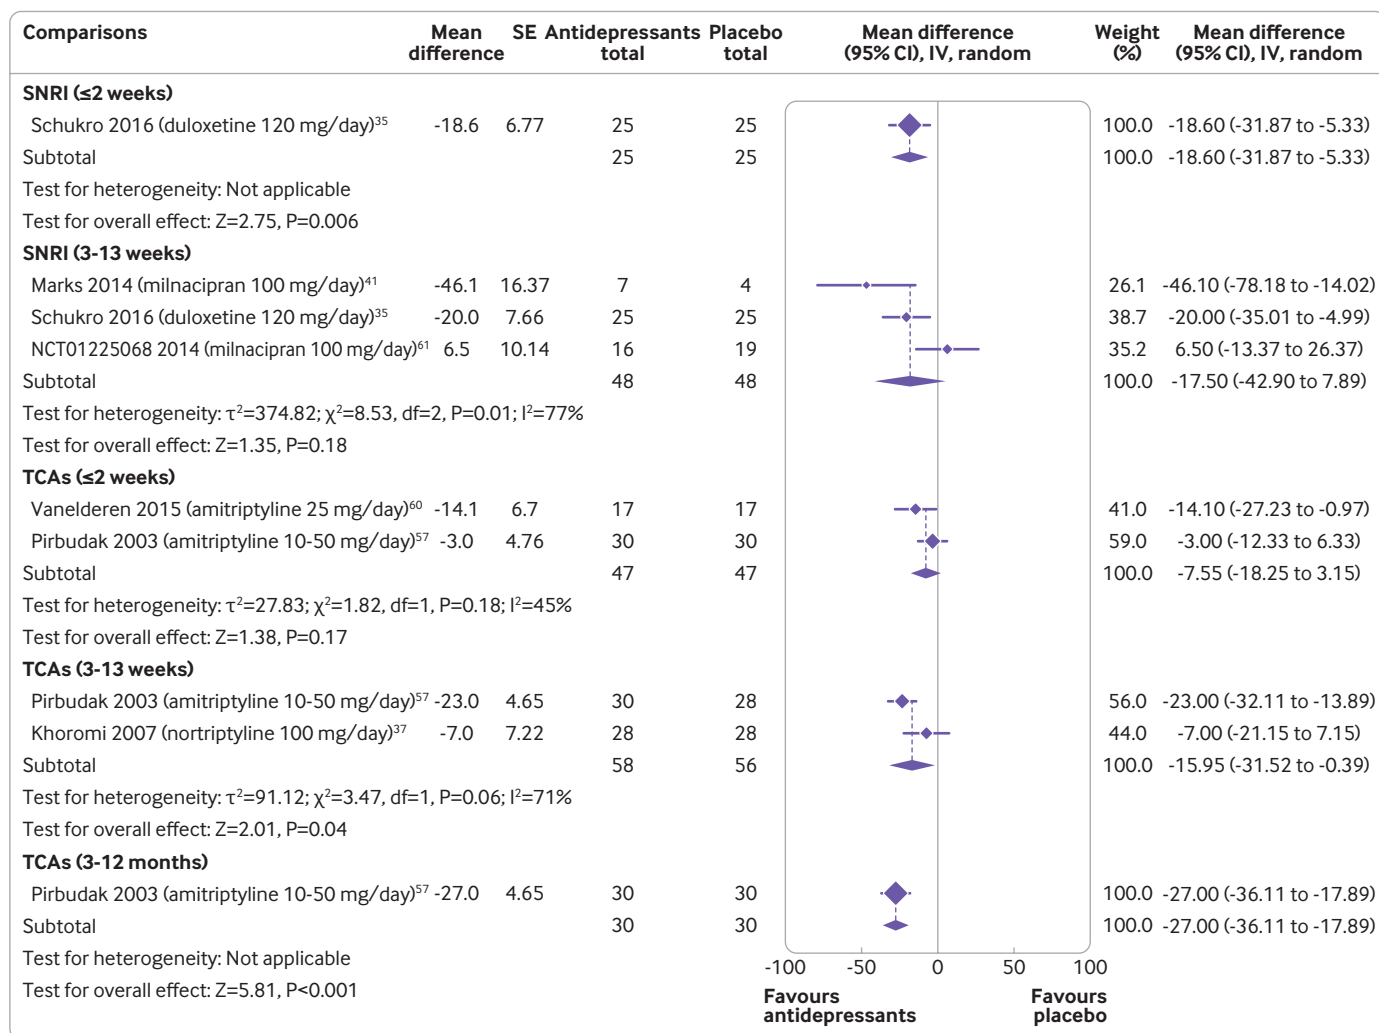 Comparisons Mean difference SE Antidepressants total Placebo total Mean difference (95% CI), IV, random Weight (%) Mean difference (95% CI), IV, random
SNRI (≤2 weeks)
Schukro 2016 (duloxetine 120 mg/day)³⁵ -18.6 6.77 25 25 100.0 -18.60 (-31.87 to -5.33)
Subtotal 25 25 100.0 -18.60 (-31.87 to -5.33)
Test for heterogeneity: Not applicable
Test for overall effect: Z=2.75, P=0.006
SNRI (3-13 weeks)
Marks 2014 (milnacipran 100 mg/day)⁴¹ -46.1 16.37 7 4 26.1 -46.10 (-78.18 to -14.02)
Schukro 2016 (duloxetine 120 mg/day)³⁵ -20.0 7.66 25 25 38.7 -20.00 (-35.01 to -4.99)
NCT01225068 2014 (milnacipran 100 mg/day)⁶¹ 6.5 10.14 16 19 35.2 6.50 (-13.37 to 26.37)
Subtotal 48 48 100.0 -17.50 (-42.90 to 7.89)
Test for heterogeneity: τ²=374.82; χ²=8.53, df=2, P=0.01; I²=77%
Test for overall effect: Z=1.35, P=0.18
TCAs (≤2 weeks)
Vanelderen 2015 (amitriptyline 25 mg/day)⁶⁰ -14.1 6.7 17 17 41.0 -14.10 (-27.23 to -0.97)
Pirbudak 2003 (amitriptyline 10-50 mg/day)⁵⁷ -3.0 4.76 30 30 59.0 -3.00 (-12.33 to 6.33)
Subtotal 47 47 100.0 -7.55 (-18.25 to 3.15)
Test for heterogeneity: τ²=27.83; χ²=1.82, df=1, P=0.18; I²=45%
Test for overall effect: Z=1.38, P=0.17
TCAs (3-13 weeks)
Pirbudak 2003 (amitriptyline 10-50 mg/day)⁵⁷ -23.0 4.65 30 28 56.0 -23.00 (-32.11 to -13.89)
Khoromi 2007 (nortriptyline 100 mg/day)³⁷ -7.0 7.22 28 28 44.0 -7.00 (-21.15 to 7.15)
Subtotal 58 56 100.0 -15.95 (-31.52 to -0.39)
Test for heterogeneity: τ²=91.12; χ²=3.47, df=1, P=0.06; I²=71%
Test for overall effect: Z=2.01, P=0.04
TCAs (3-12 months)
Pirbudak 2003 (amitriptyline 10-50 mg/day)⁵⁷ -27.0 4.65 30 30 100.0 -27.00 (-36.11 to -17.89)
Subtotal 30 30 100.0 -27.00 (-36.11 to -17.89)
Test for heterogeneity: Not applicable
Test for overall effect: Z=5.81, P<0.001
-100 -50 0 50 100
Favours antidepressants Favours placebo